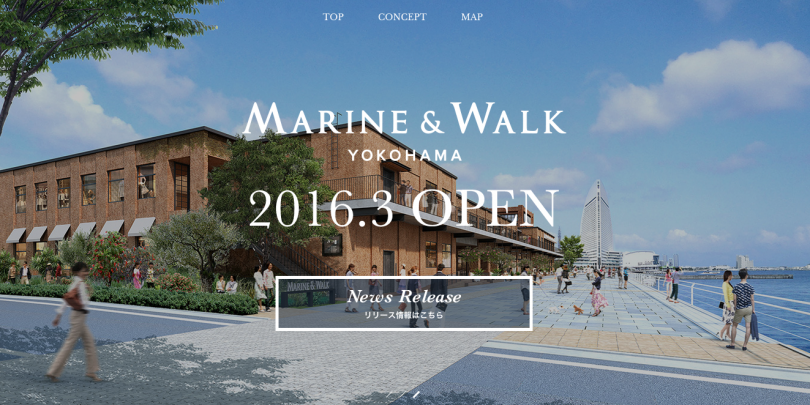 TOP CONCEPT MAP
MARINE & WALK
YOKOHAMA
2016.3 OPEN
MARINE & WALK
News Release
リリース情報はこちら